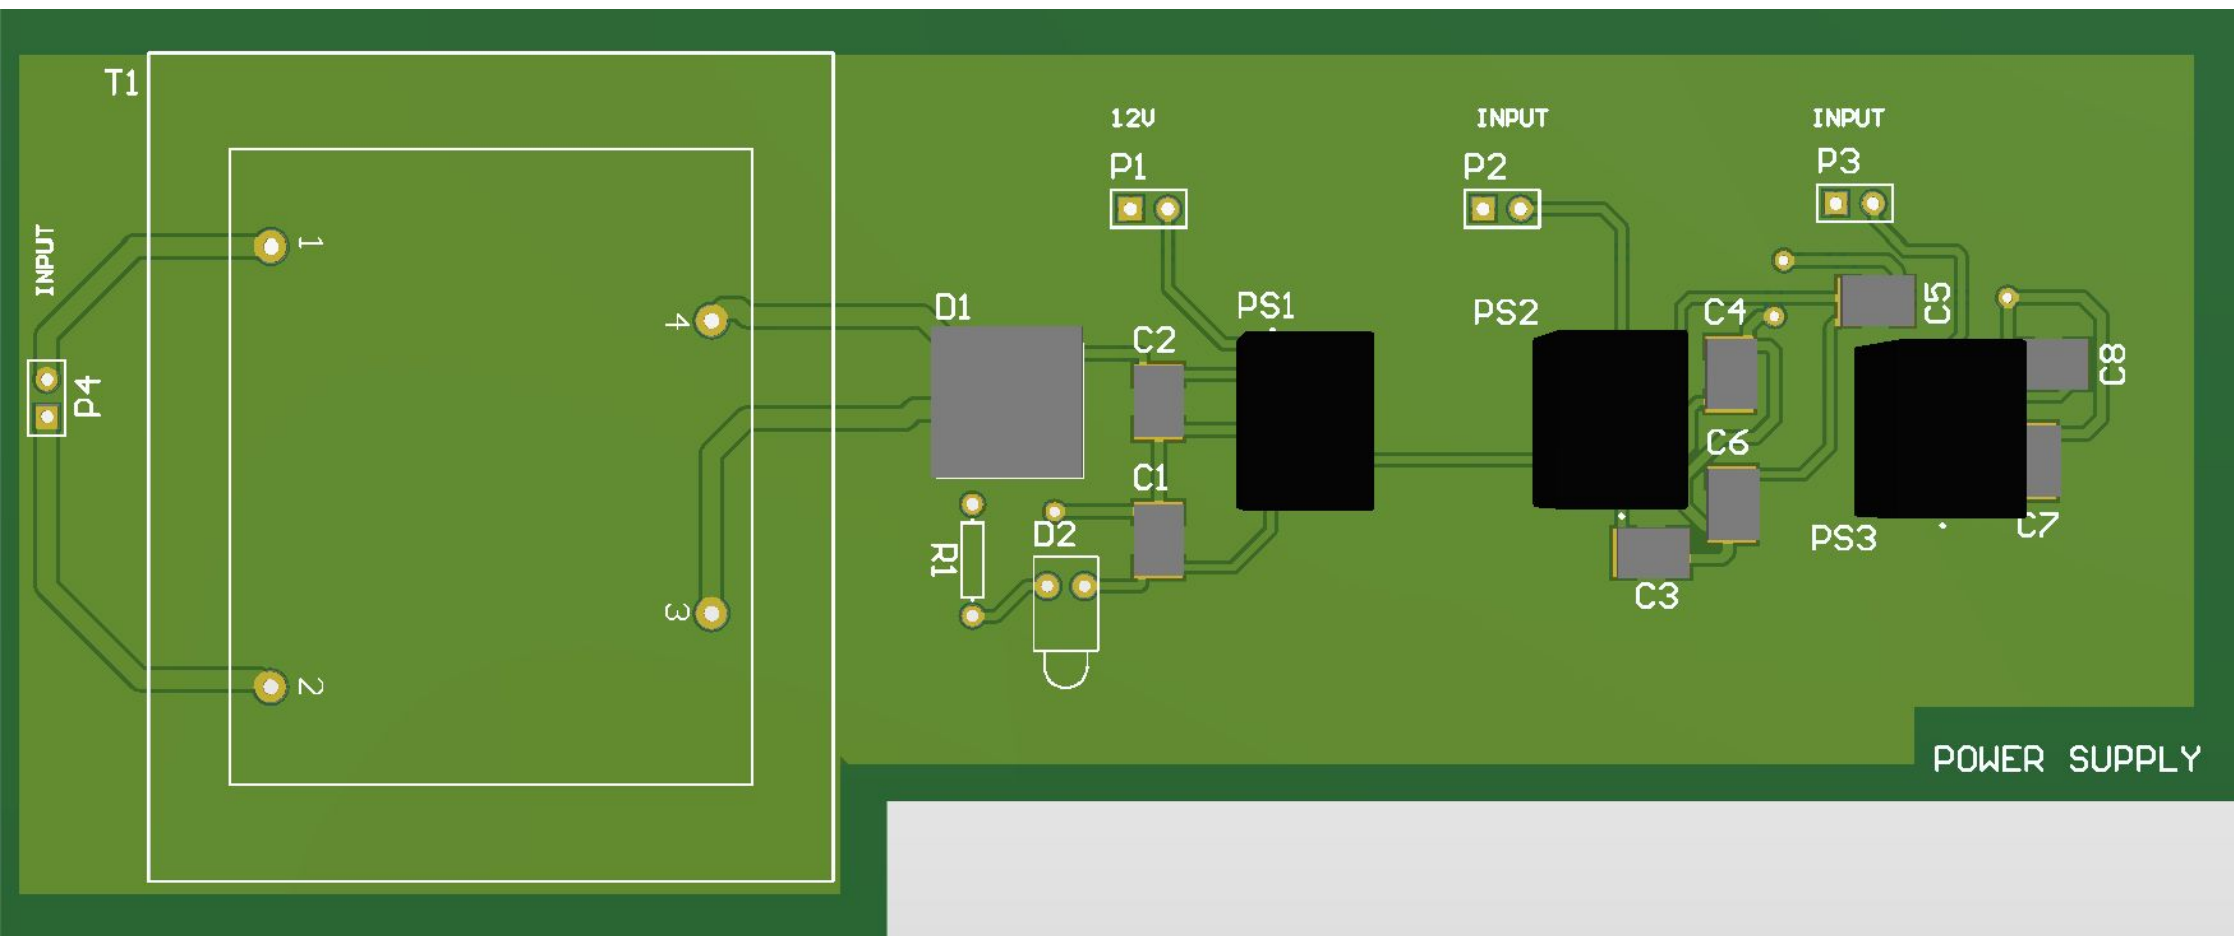 T1
INPUT
P4
1
2
4
3
12V
P1
INPUT
P2
INPUT
P3
D1
C2
C1
PS1
R1
D2
PS2
C4
C6
C3
C5
C8
PS3
C7
POWER SUPPLY